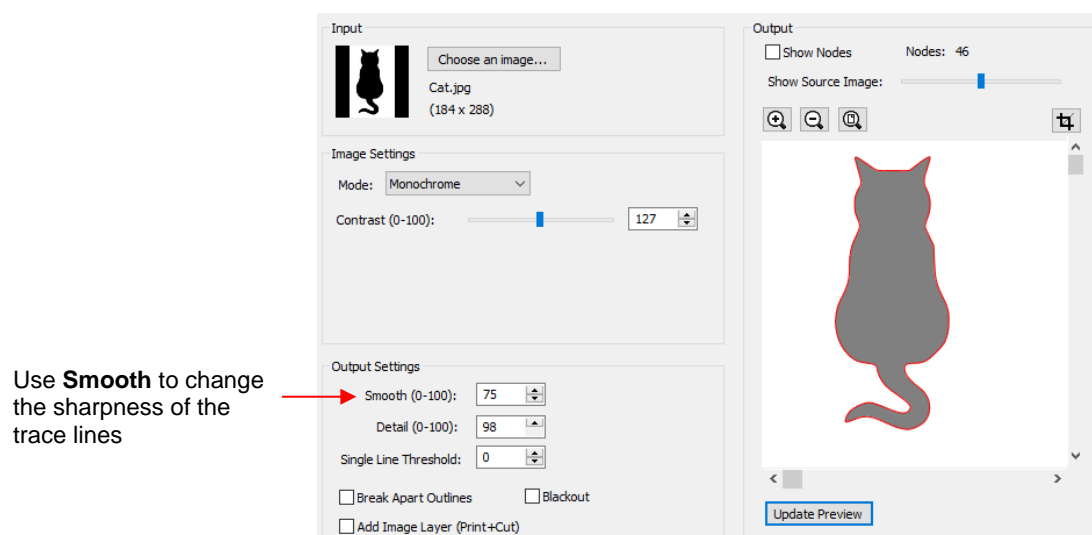 Input
Choose an image...
Cat.jpg
(184 x 288)
Image Settings
Mode: Monochrome
Contrast (0-100): 127
Output Settings
Use Smooth to change
the sharpness of the
trace lines
Smooth (0-100): 75
Detail (0-100): 98
Single Line Threshold: 0
Break Apart Outlines Blackout
Add Image Layer (Print+Cut)
Output
Show Nodes Nodes: 46
Show Source Image:
Update Preview